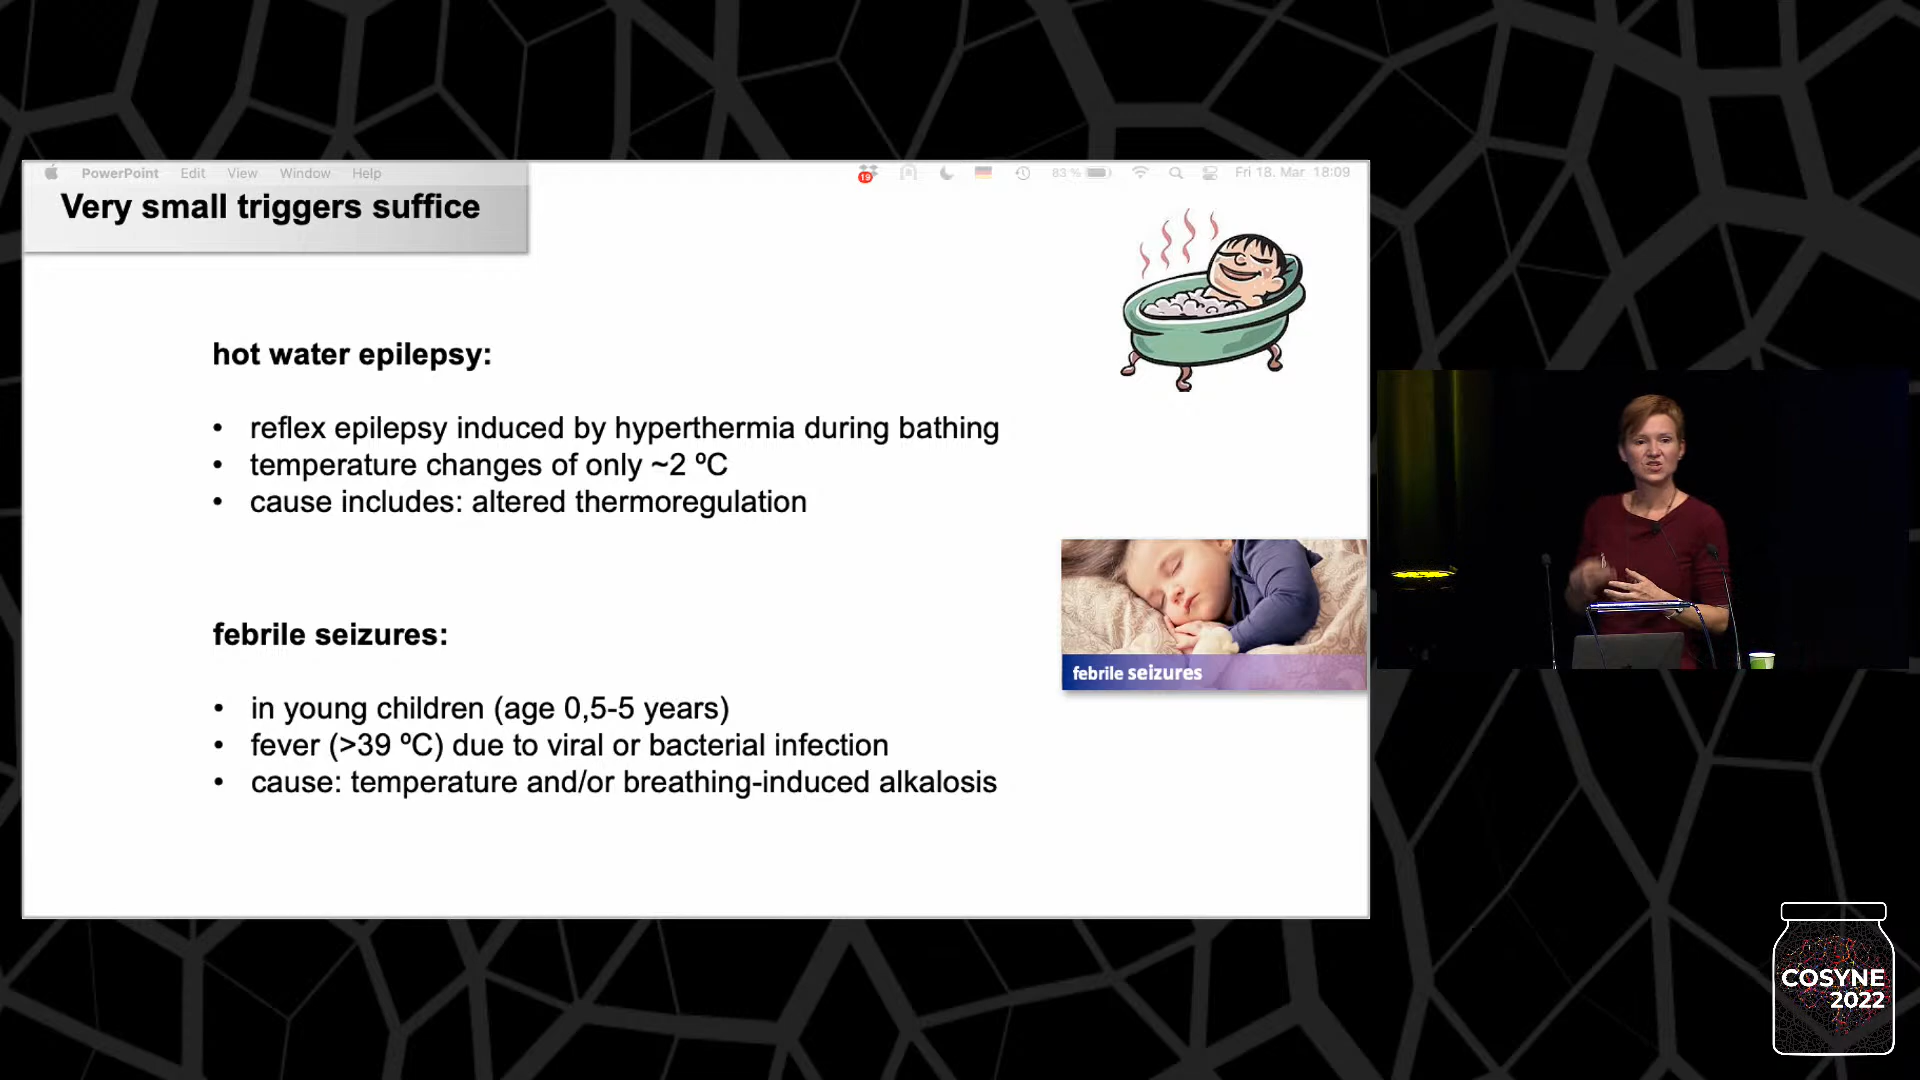 PowerPoint Edit View Window Help
19 83 % Fri 18. Mar 18:09
Very small triggers suffice
hot water epilepsy:
• reflex epilepsy induced by hyperthermia during bathing
• temperature changes of only ~2 ºC
• cause includes: altered thermoregulation
febrile seizures
febrile seizures:
• in young children (age 0,5-5 years)
• fever (>39 ºC) due to viral or bacterial infection
• cause: temperature and/or breathing-induced alkalosis
COSYNE
2022